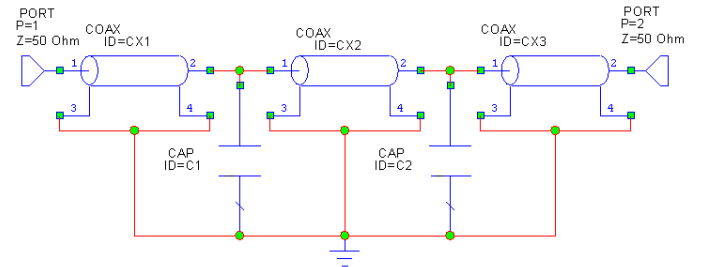 PORT
P=1
Z=50 Ohm
COAX
ID=CX1
COAX
ID=CX2
COAX
ID=CX3
PORT
P=2
Z=50 Ohm
1
2
1
2
1
2
3
4
3
4
3
4
CAP
ID=C1
CAP
ID=C2